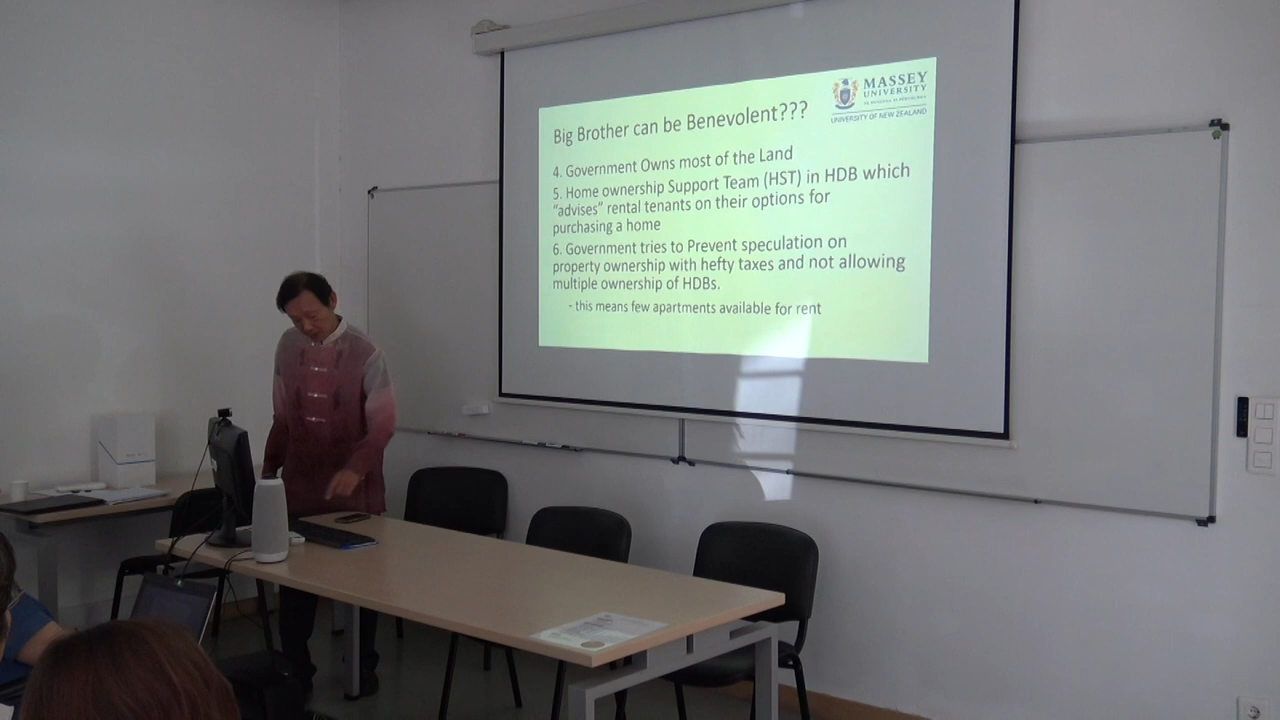 MASSEY
UNIVERSITY
UNIVERSITY OF NEW ZEALAND
Big Brother can be Benevolent???
4. Government Owns most of the Land
5. Home ownership Support Team (HST) in HDB which
“advises” rental tenants on their options for
purchasing a home
6. Government tries to Prevent speculation on
property ownership with hefty taxes and not allowing
multiple ownership of HDBs.
- this means few apartments available for rent